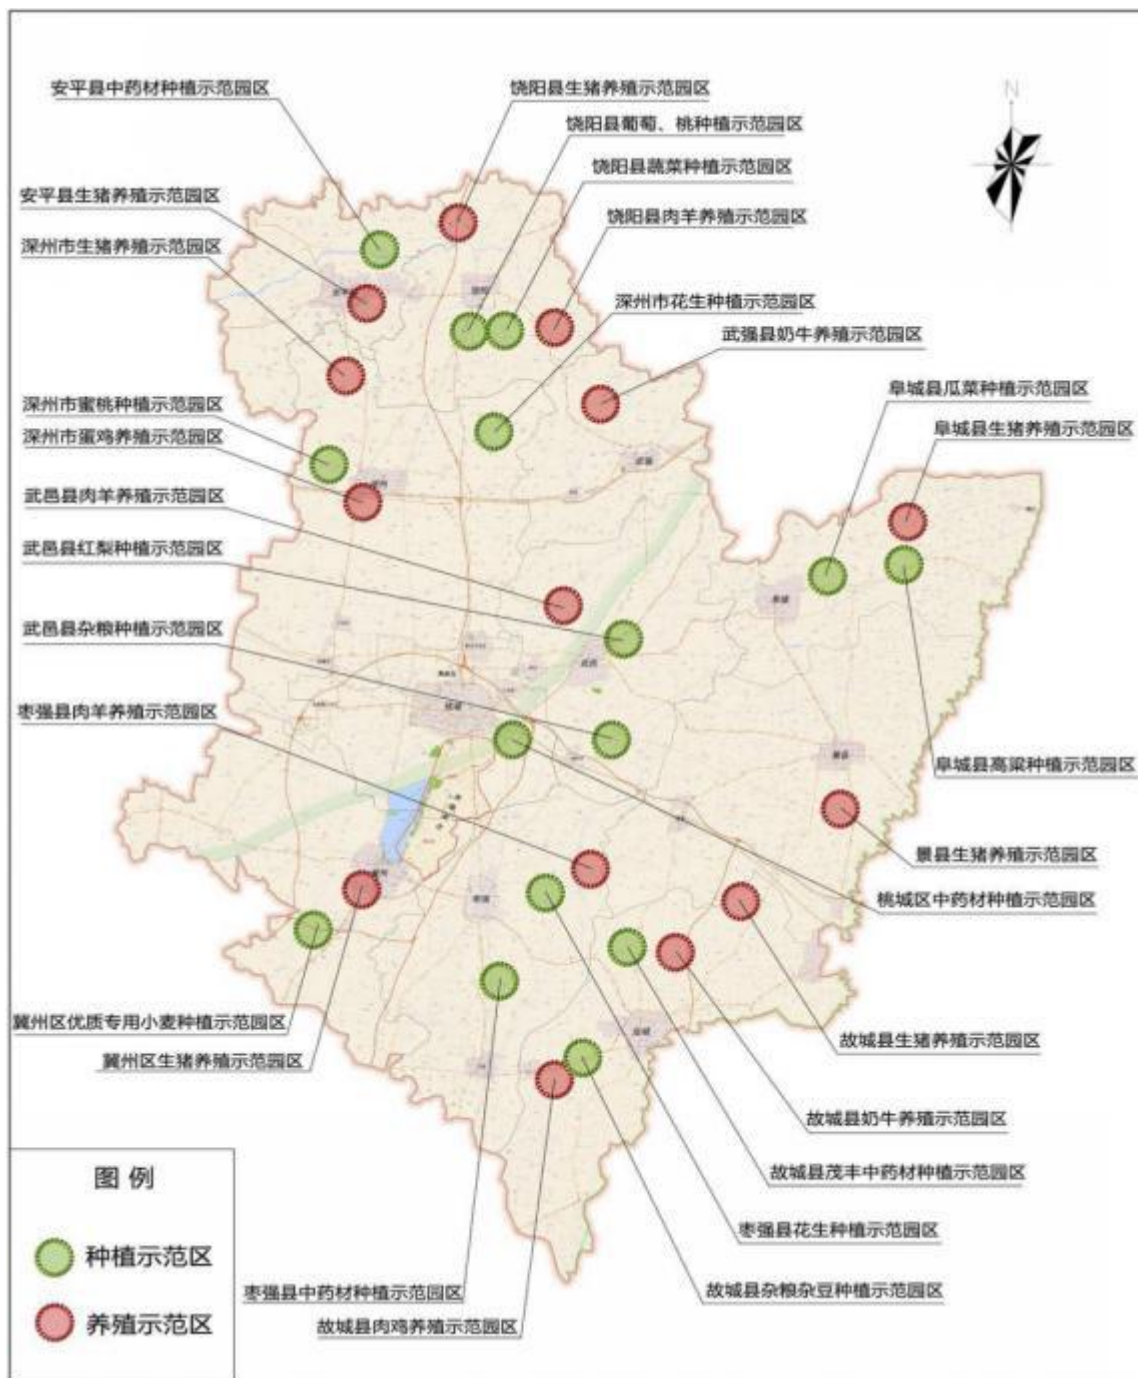 N
安平县中药材种植示范园区
饶阳县生猪养殖示范园区
饶阳县葡萄、桃种植示范园区
饶阳县蔬菜种植示范园区
安平县生猪养殖示范园区
饶阳县肉羊养殖示范园区
深州市生猪养殖示范园区
深州市花生种植示范园区
武强县奶牛养殖示范园区
阜城县瓜菜种植示范园区
深州市蜜桃种植示范园区
阜城县生猪养殖示范园区
深州市蛋鸡养殖示范园区
武邑县肉羊养殖示范园区
武邑县红梨种植示范园区
武邑县杂粮种植示范园区
枣强县肉羊养殖示范园区
阜城县高粱种植示范园区
景县生猪养殖示范园区
桃城区中药材种植示范园区
冀州区优质专用小麦种植示范园区
故城县生猪养殖示范园区
冀州区生猪养殖示范园区
故城县奶牛养殖示范园区
故城县茂丰中药材种植示范园区
枣强县花生种植示范园区
枣强县中药材种植示范园区
故城县杂粮杂豆种植示范园区
故城县肉鸡养殖示范园区
图例
种植示范区
养殖示范区